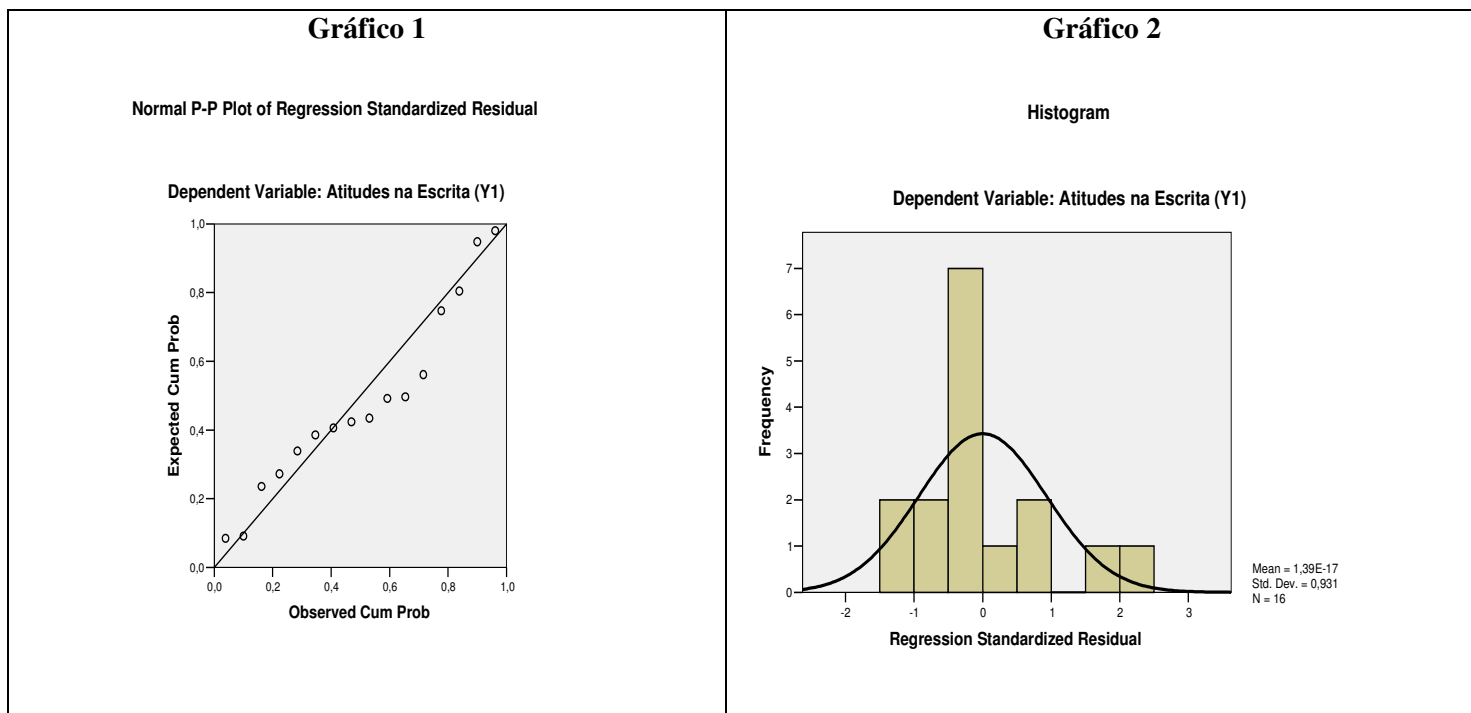 Gráfico 1
Normal P-P Plot of Regression Standardized Residual
Dependent Variable: Atitudes na Escrita (Y1)
Expected Cum Prob
1,0
0,8
0,6
0,4
0,2
0,0
0,0 0,2 0,4 0,6 0,8 1,0
Observed Cum Prob
Gráfico 2
Histogram
Dependent Variable: Atitudes na Escrita (Y1)
Frequency
7
6
5
4
3
2
1
0
-2 -1 0 1 2 3
Regression Standardized Residual
Mean = 1,39E-17
Std. Dev. = 0,931
N = 16